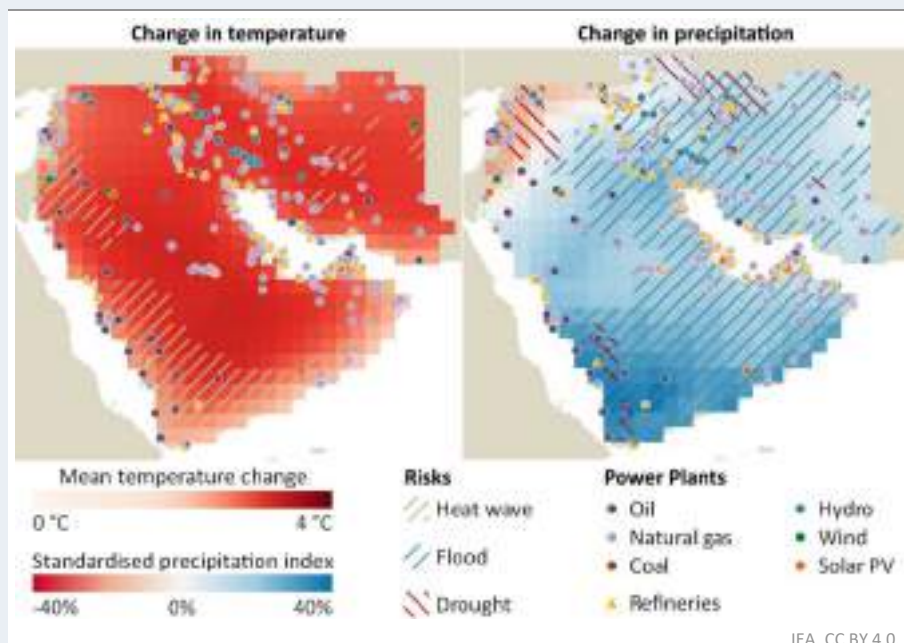 Change in temperature
Change in precipitation
Mean temperature change
0 °C
4 °C
Standardised precipitation index
-40%
0%
40%
Risks
Heat wave
Flood
Drought
Power Plants
Oil
Natural gas
Coal
Refineries
Hydro
Wind
Solar PV
IEA. CC BY 4.0.